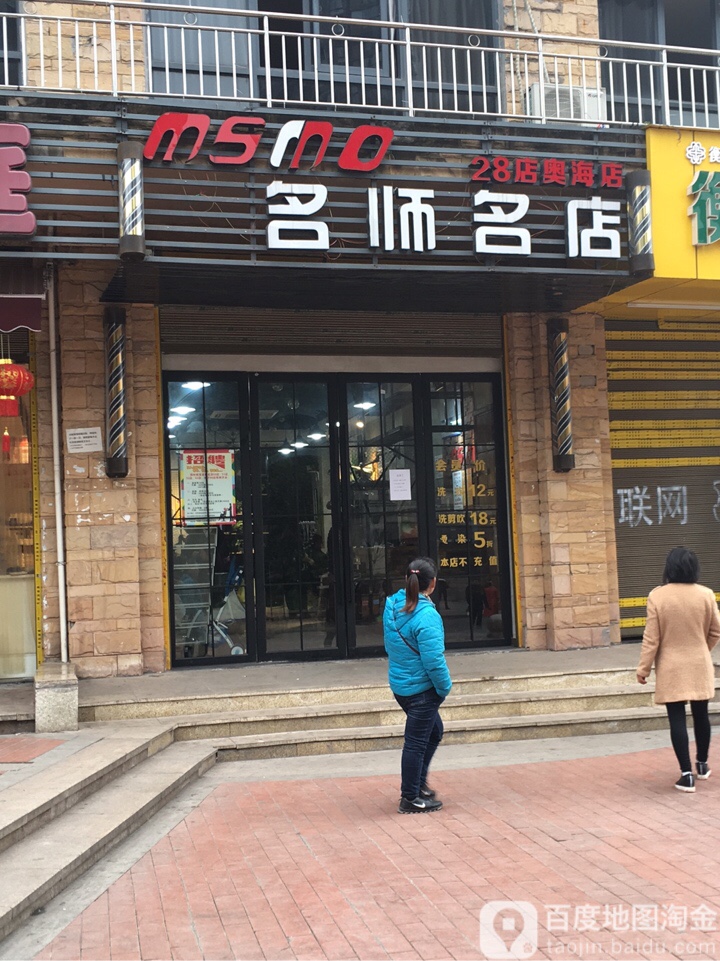 msmo
28店奥海店
名师名店
招聘
会员价
洗吹12元
洗剪吹18元
烫染5折
本店不充值
联网
百度地图淘金
taojin.baidu.com